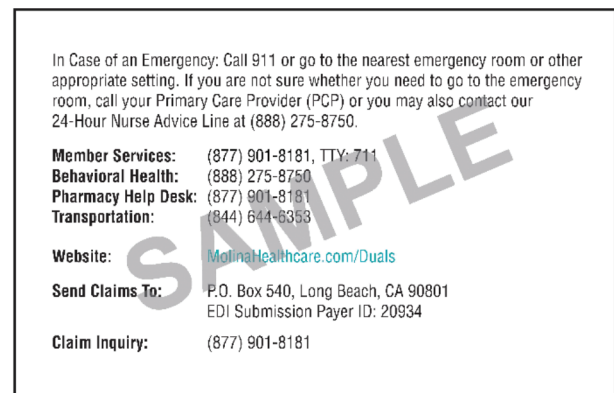 In Case of an Emergency: Call 911 or go to the nearest emergency room or other
appropriate setting. If you are not sure whether you need to go to the emergency
room, call your Primary Care Provider (PCP) or you may also contact our
24-Hour Nurse Advice Line at (888) 275-8750.
Member Services: (877) 901-8181, TTY: 711
Behavioral Health: (888) 275-8750
Pharmacy Help Desk: (877) 901-8181
Transportation: (844) 644-6353
Website: MolinaHealthcare.com/Duals
Send Claims To: P.O. Box 540, Long Beach, CA 90801
EDI Submission Payer ID: 20934
Claim Inquiry: (877) 901-8181
SAMPLE